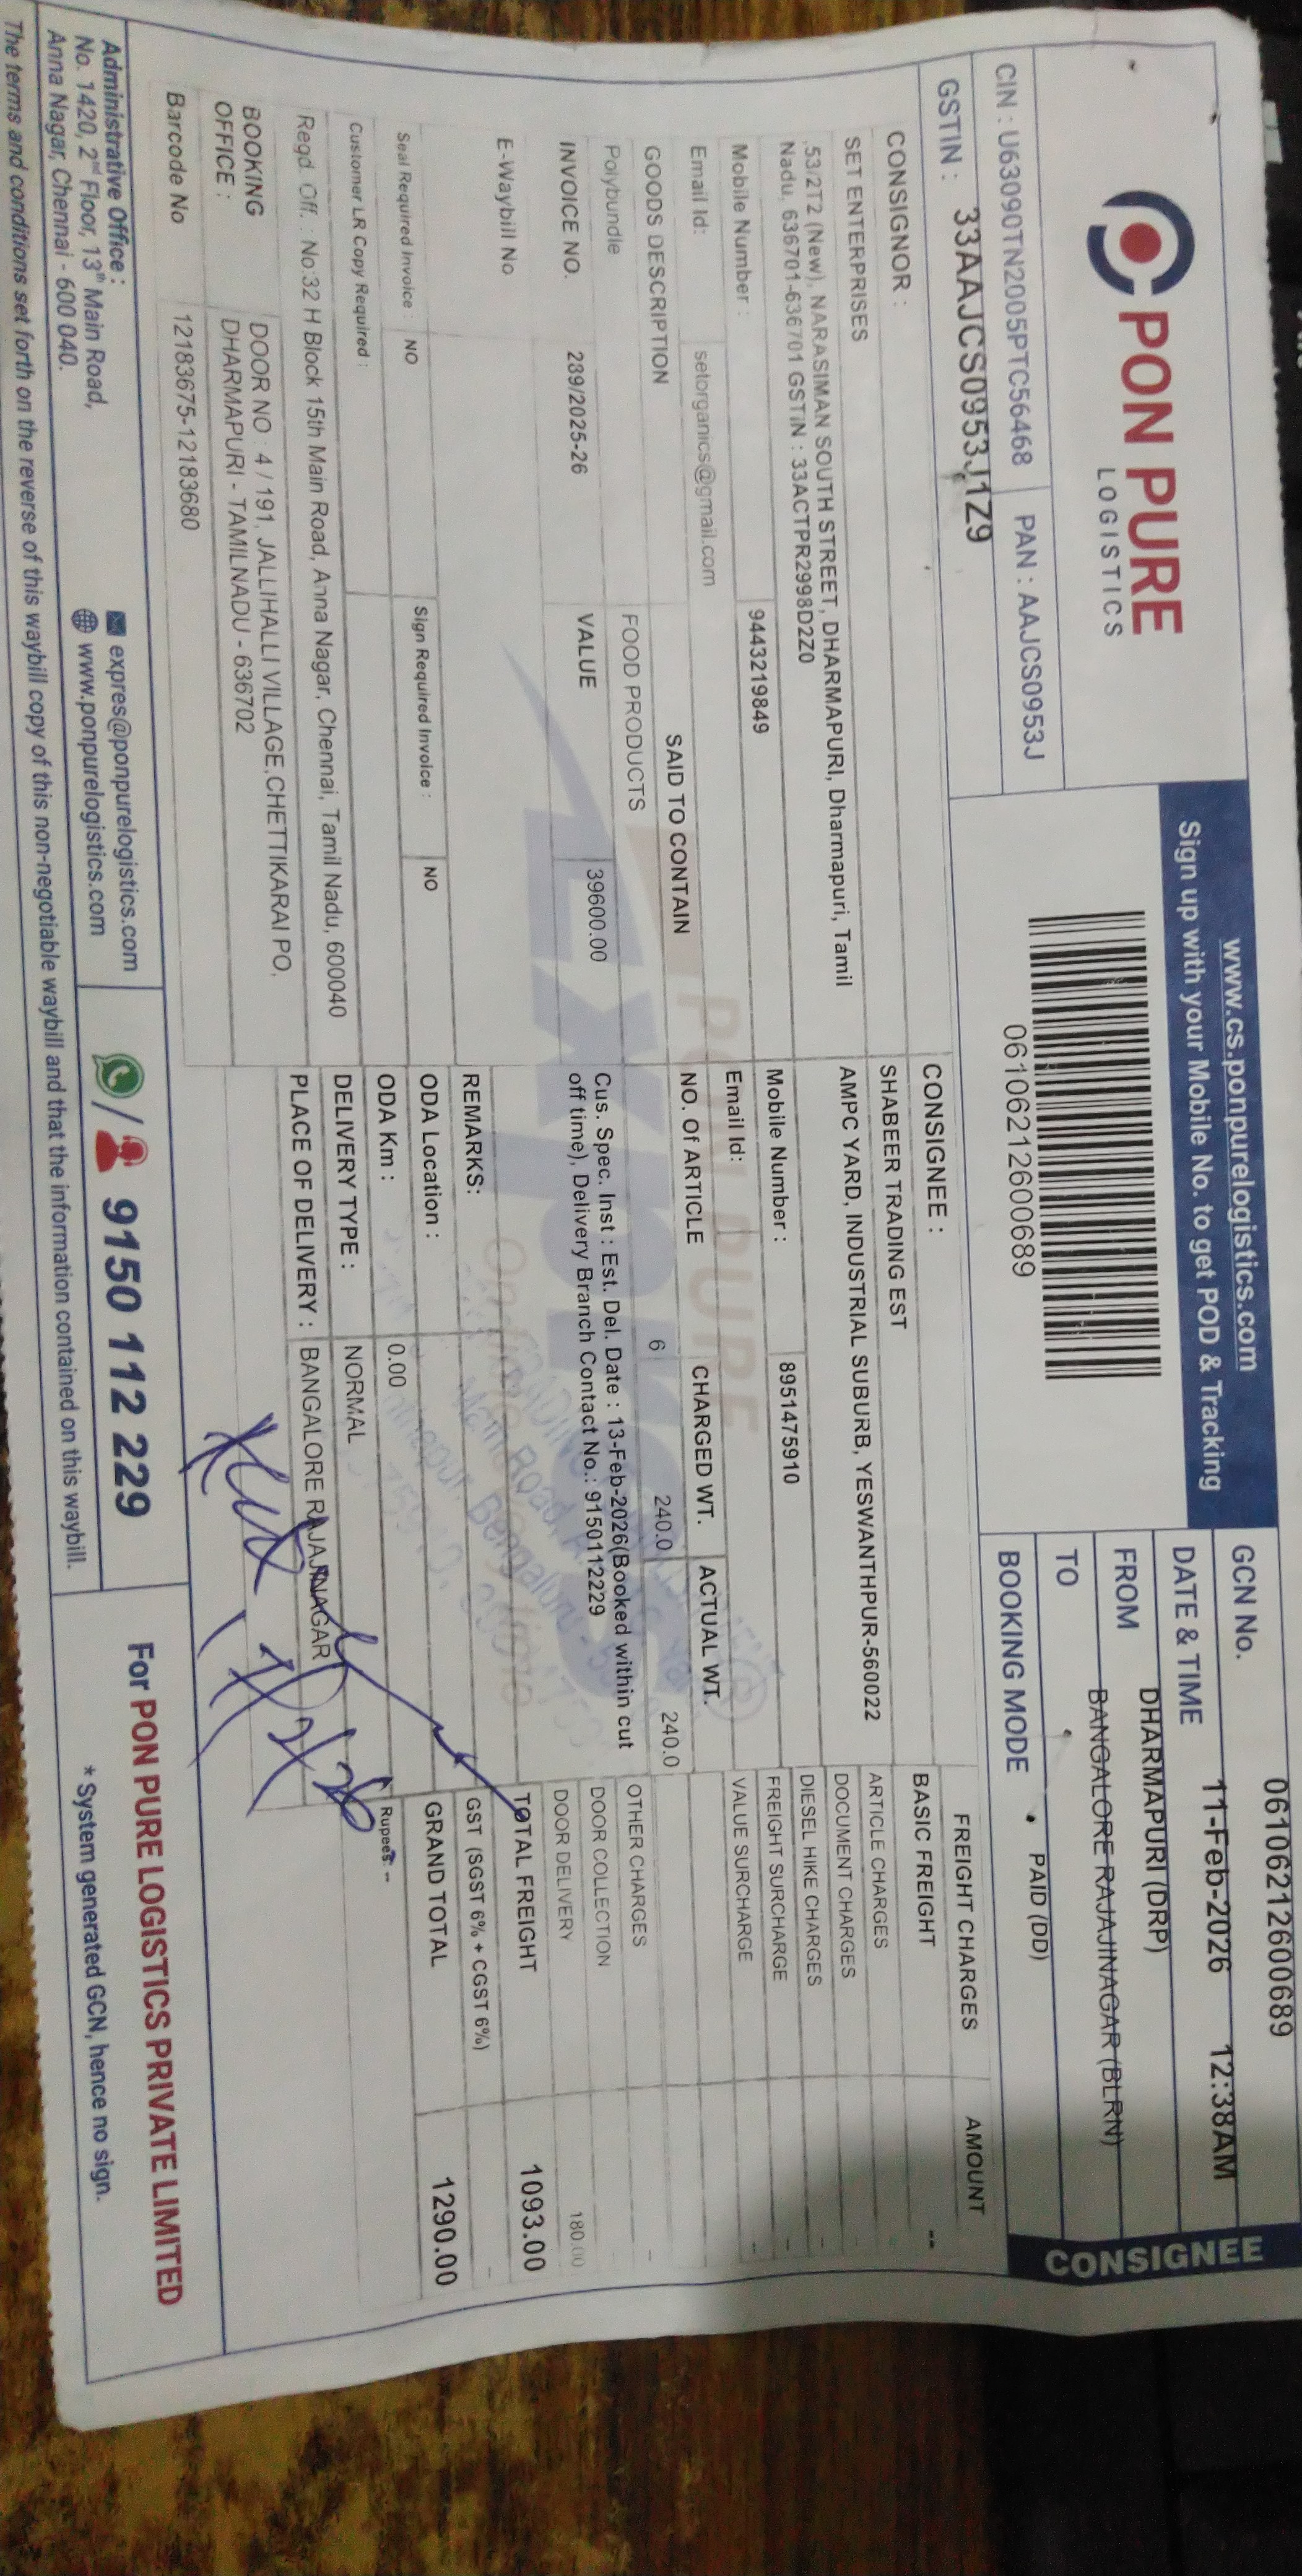 PON PURE
LOGISTICS
CIN : U63090TN2005PTC56468
PAN : AAJCS0953J
GSTIN : 33AAJCS0953J1Z9
www.cs.ponpurelogistics.com
Sign up with your Mobile No. to get POD & Tracking
06106212600689
GCN No. 06106212600689
DATE & TIME 11-Feb-2026 12:38AM
FROM DHARMAPURI (DRP)
TO BANGALORE RAJAJINAGAR (BLRN)
BOOKING MODE PAID (DD)
CONSIGNEE
CONSIGNOR :
SET ENTERPRISES
,53/2T2 (New), NARASIMAN SOUTH STREET, DHARMAPURI, Dharmapuri, Tamil
Nadu, 636701-636701 GSTIN : 33ACTPR2998D2Z0
Mobile Number : 9443219849
Email Id: setorganics@gmail.com
CONSIGNEE :
SHABEER TRADING EST
AMPC YARD, INDUSTRIAL SUBURB, YESWANTHPUR-560022
Mobile Number : 8951475910
Email Id:
FREIGHT CHARGES AMOUNT
BASIC FREIGHT --
ARTICLE CHARGES
DOCUMENT CHARGES -
DIESEL HIKE CHARGES -
FREIGHT SURCHARGE -
VALUE SURCHARGE -
GOODS DESCRIPTION SAID TO CONTAIN NO. Of ARTICLE CHARGED WT. ACTUAL WT.
Polybundle FOOD PRODUCTS 6 240.0 240.0
OTHER CHARGES -
DOOR COLLECTION
DOOR DELIVERY 180.00
TOTAL FREIGHT 1093.00
GST (SGST 6% + CGST 6%) -
GRAND TOTAL 1290.00
Rupees --
INVOICE NO. 289/2025-26 VALUE 39600.00
Cus. Spec. Inst : Est. Del. Date : 13-Feb-2026(Booked within cut
off time), Delivery Branch Contact No.: 9150112229
E-Waybill No
REMARKS:
Seal Required Invoice : NO Sign Required Invoice : NO
ODA Location :
Customer LR Copy Required :
ODA Km : 0.00
Regd. Off. : No:32 H Block 15th Main Road, Anna Nagar, Chennai, Tamil Nadu, 600040
DELIVERY TYPE : NORMAL
PLACE OF DELIVERY : BANGALORE RAJAJINAGAR
BOOKING OFFICE : DOOR NO : 4 / 191, JALLIHALLI VILLAGE,CHETTIKARAI PO,
DHARMAPURI - TAMILNADU - 636702
Barcode No 12183675-12183680
PON PURE
Express
Administrative Office :
No. 1420, 2nd Floor, 13th Main Road,
Anna Nagar, Chennai - 600 040.
expres@ponpurelogistics.com
www.ponpurelogistics.com
/ 9150 112 229
For PON PURE LOGISTICS PRIVATE LIMITED
* System generated GCN, hence no sign.
The terms and conditions set forth on the reverse of this waybill copy of this non-negotiable waybill and that the information contained on this waybill.